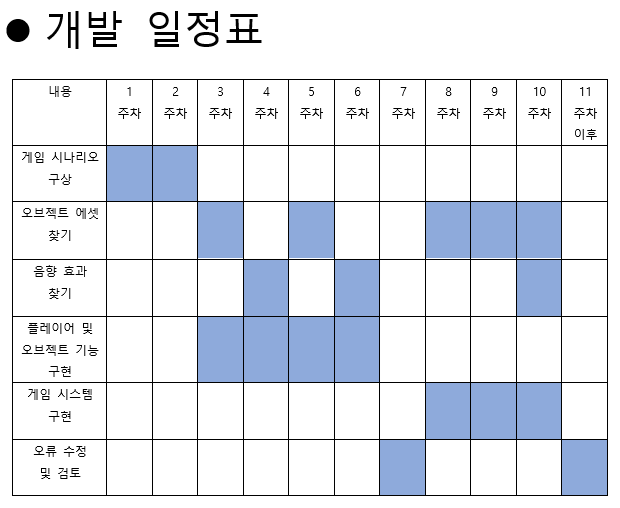 ● 개발 일정표
내용
1
주차
2
주차
3
주차
4
주차
5
주차
6
주차
7
주차
8
주차
9
주차
10
주차
11
주차
이후
게임 시나리오
구상
오브젝트 에셋
찾기
음향 효과
찾기
플레이어 및
오브젝트 기능
구현
게임 시스템
구현
오류 수정
및 검토